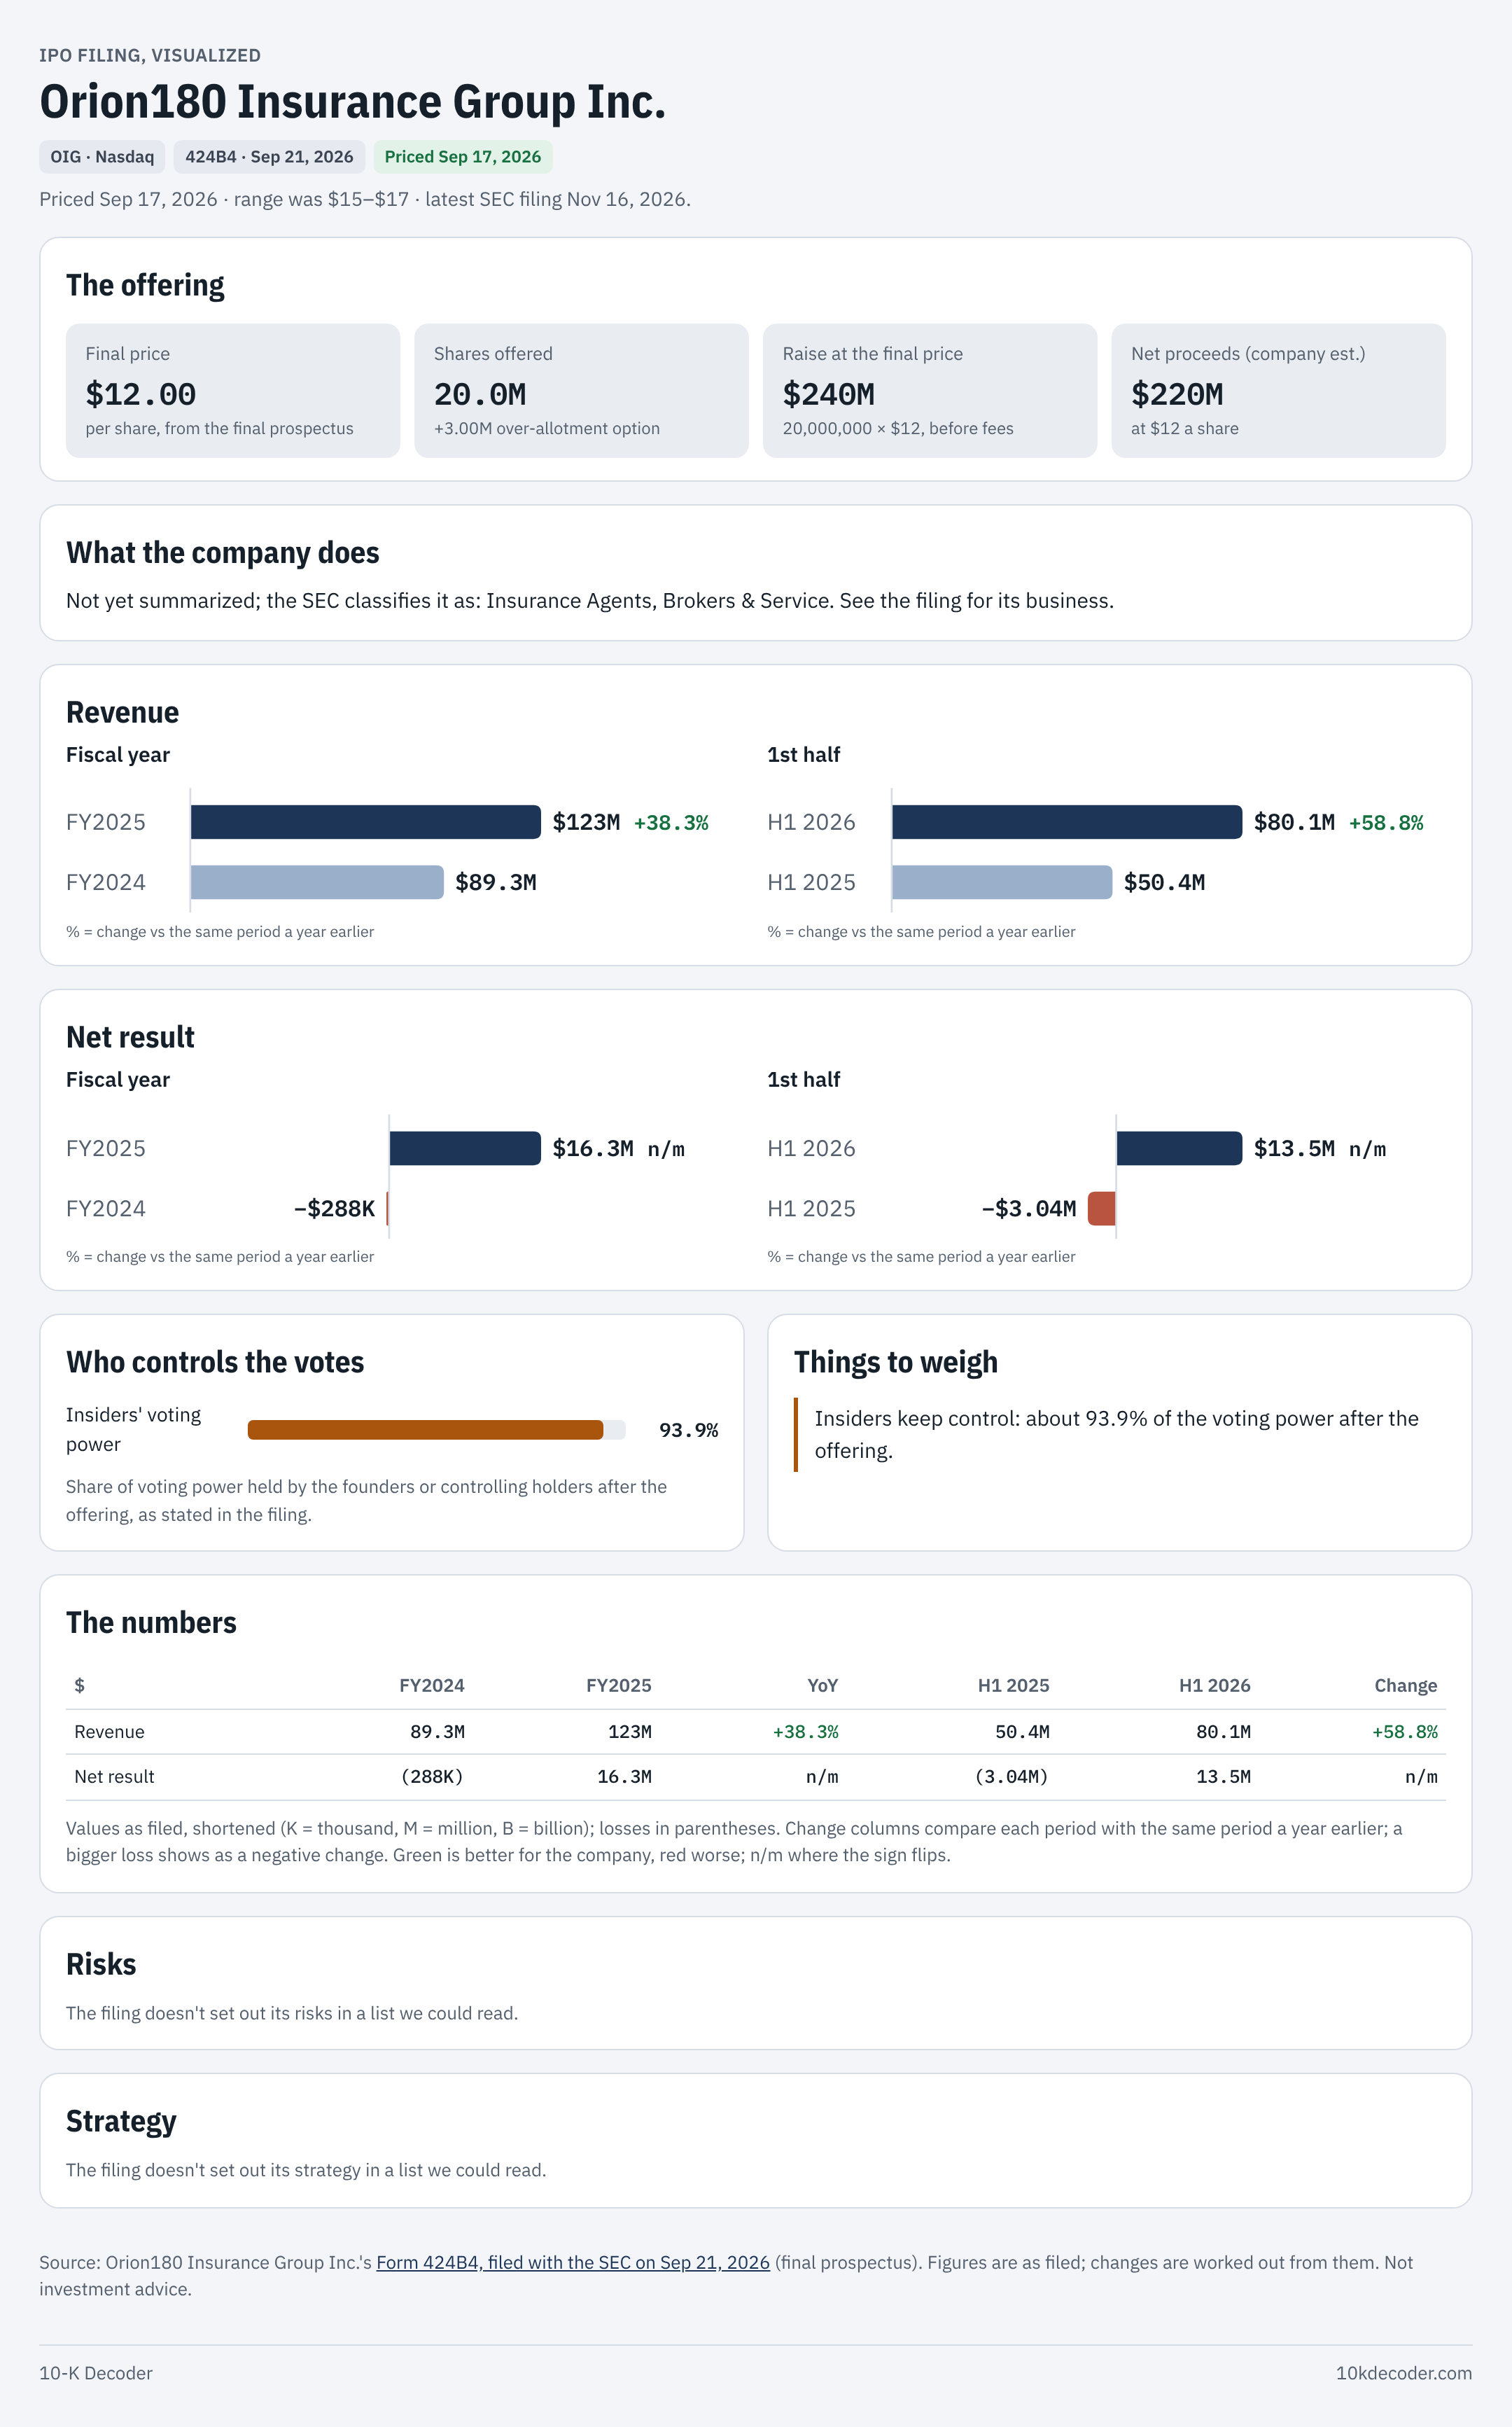 IPO FILING, VISUALIZED
Orion180 Insurance Group Inc.
OIG · Nasdaq
424B4 · Sep 21, 2026
Priced Sep 17, 2026
Priced Sep 17, 2026 · range was $15–$17 · latest SEC filing Nov 16, 2026.
The offering
Final price
$12.00
per share, from the final prospectus
Shares offered
20.0M
+3.00M over-allotment option
Raise at the final price
$240M
20,000,000 × $12, before fees
Net proceeds (company est.)
$220M
at $12 a share
What the company does
Not yet summarized; the SEC classifies it as: Insurance Agents, Brokers & Service. See the filing for its business.
Revenue
Fiscal year
FY2025 $123M +38.3%
FY2024 $89.3M
% = change vs the same period a year earlier
1st half
H1 2026 $80.1M +58.8%
H1 2025 $50.4M
% = change vs the same period a year earlier
Net result
Fiscal year
FY2025 $16.3M n/m
FY2024 −$288K
% = change vs the same period a year earlier
1st half
H1 2026 $13.5M n/m
H1 2025 −$3.04M
% = change vs the same period a year earlier
Who controls the votes
Insiders' voting
power
93.9%
Share of voting power held by the founders or controlling holders after the
offering, as stated in the filing.
Things to weigh
Insiders keep control: about 93.9% of the voting power after the
offering.
The numbers
$ FY2024 FY2025 YoY H1 2025 H1 2026 Change
Revenue 89.3M 123M +38.3% 50.4M 80.1M +58.8%
Net result (288K) 16.3M n/m (3.04M) 13.5M n/m
Values as filed, shortened (K = thousand, M = million, B = billion); losses in parentheses. Change columns compare each period with the same period a year earlier; a
bigger loss shows as a negative change. Green is better for the company, red worse; n/m where the sign flips.
Risks
The filing doesn't set out its risks in a list we could read.
Strategy
The filing doesn't set out its strategy in a list we could read.
Source: Orion180 Insurance Group Inc.'s Form 424B4, filed with the SEC on Sep 21, 2026 (final prospectus). Figures are as filed; changes are worked out from them. Not
investment advice.
10-K Decoder
10kdecoder.com